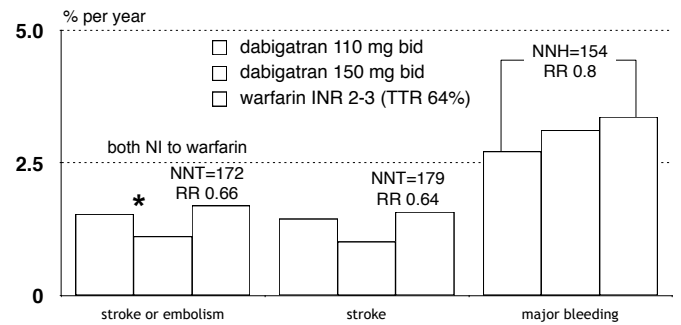 % per year
5.0
dabigatran 110 mg bid
dabigatran 150 mg bid
warfarin INR 2-3 (TTR 64%)
NNH=154
RR 0.8
both NI to warfarin
2.5
NNT=172
RR 0.66
*
NNT=179
RR 0.64
0
stroke or embolism
stroke
major bleeding